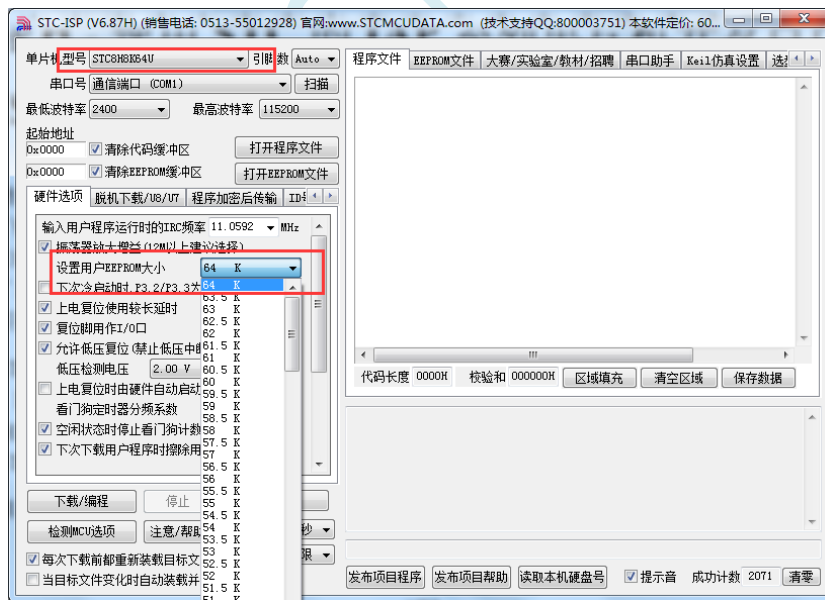 STC-ISP (V6.87H) (销售电话: 0513-55012928) 官网:www.STCMCUDATA.com (技术支持QQ:800003751) 本软件定价: 60...
单片机型号 STC8H8K64U 引脚数 Auto
串口号 通信端口 (COM1) 扫描
最低波特率 2400 最高波特率 115200
起始地址
0x0000 清除代码缓冲区 打开程序文件
0x0000 清除EEPROM缓冲区 打开EEPROM文件
硬件选项 脱机下载/U8/U7 程序加密后传输
输入用户程序运行时的IRC频率 11.0592 MHz
振荡器放大增益(12M以上建议选择)
设置用户EEPROM大小 64 K
下次冷启动时,P3.2/P3.3为
上电复位使用较长延时
复位脚用作I/O口
允许低压复位(禁止低压中
低压检测电压 2.00 V
上电复位时由硬件自动启动
看门狗定时器分频系数
空闲状态时停止看门狗计数
下次下载用户程序时擦除用
64 K
63.5 K
63 K
62.5 K
62 K
61.5 K
61 K
60.5 K
60 K
59.5 K
59 K
58.5 K
58 K
57.5 K
57 K
56.5 K
56 K
55.5 K
55 K
54.5 K
54 K
53.5 K
53 K
52.5 K
52 K
51.5 K
下载/编程 停止
检测MCU选项 注意/帮助 秒
每次下载前都重新装载目标文 限
当目标文件变化时自动装载并
程序文件 EEPROM文件 大赛/实验室/教材/招聘 串口助手 Keil仿真设置
代码长度 0000H 校验和 000000H 区域填充 清空区域 保存数据
发布项目程序 发布项目帮助 读取本机硬盘号 提示音 成功计数 2071 清零